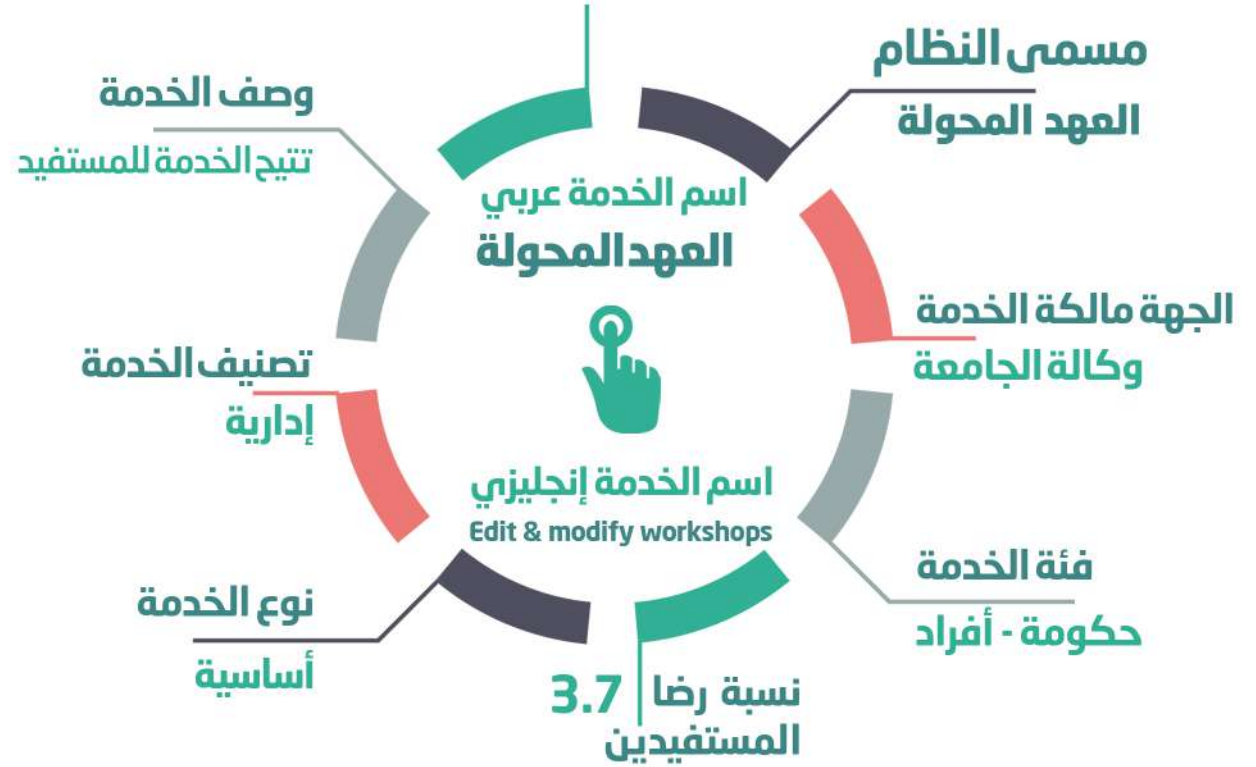 مسمى النظام
العهد المحولة
وصف الخدمة
تتيح الخدمة للمستفيد
اسم الخدمة عربي
العهد المحولة
الجهة مالكة الخدمة
وكالة الجامعة
تصنيف الخدمة
إدارية
اسم الخدمة إنجليزي
Edit & modify workshops
فئة الخدمة
حكومة - أفراد
نوع الخدمة
أساسية
نسبة رضا 3.7
المستفيدين